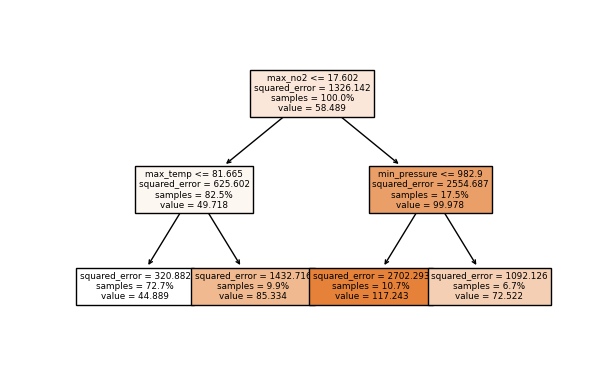 max_no2 <= 17.602
squared_error = 1326.142
samples = 100.0%
value = 58.489
max_temp <= 81.665
squared_error = 625.602
samples = 82.5%
value = 49.718
min_pressure <= 982.9
squared_error = 2554.687
samples = 17.5%
value = 99.978
squared_error = 320.882
samples = 72.7%
value = 44.889
squared_error = 1432.716
samples = 9.9%
value = 85.334
squared_error = 2702.293
samples = 10.7%
value = 117.243
squared_error = 1092.126
samples = 6.7%
value = 72.522